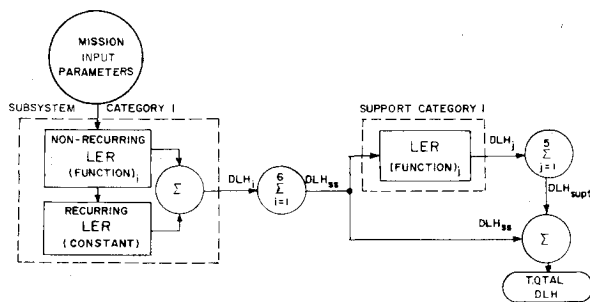 MISSION
INPUT
PARAMETERS
SUBSYSTEM CATEGORY I
NON-RECURRING
LER
(FUNCTION)i
RECURRING
LER
(CONSTANT)
Σ
DLHi
6
Σ
i=1
DLHss
SUPPORT CATEGORY I
LER
(FUNCTION)j
DLHj
5
Σ
j=1
DLHsupt
DLHss
Σ
TOTAL
DLH